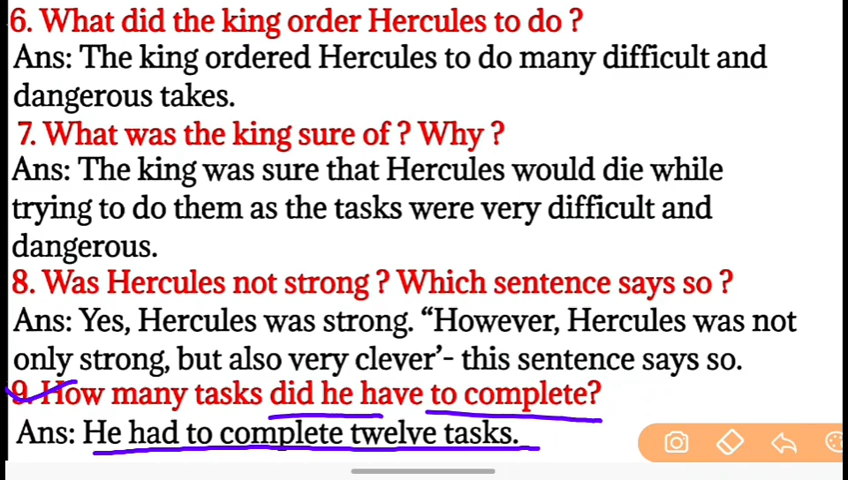 6. What did the king order Hercules to do ?
Ans: The king ordered Hercules to do many difficult and
dangerous takes.
7. What was the king sure of ? Why ?
Ans: The king was sure that Hercules would die while
trying to do them as the tasks were very difficult and
dangerous.
8. Was Hercules not strong ? Which sentence says so ?
Ans: Yes, Hercules was strong. “However, Hercules was not
only strong, but also very clever’- this sentence says so.
9. How many tasks did he have to complete?
Ans: He had to complete twelve tasks.